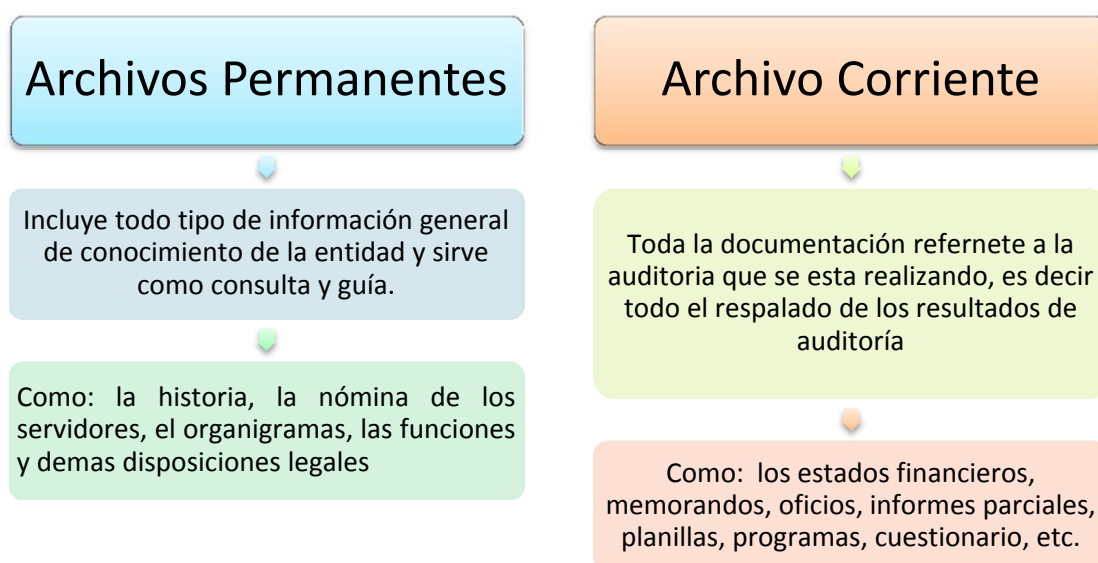 Archivos Permanentes
Incluye todo tipo de información general
de conocimiento de la entidad y sirve
como consulta y guía.
Como: la historia, la nómina de los
servidores, el organigramas, las funciones
y demas disposiciones legales
Archivo Corriente
Toda la documentación refernete a la
auditoria que se esta realizando, es decir
todo el respalado de los resultados de
auditoría
Como: los estados financieros,
memorandos, oficios, informes parciales,
planillas, programas, cuestionario, etc.